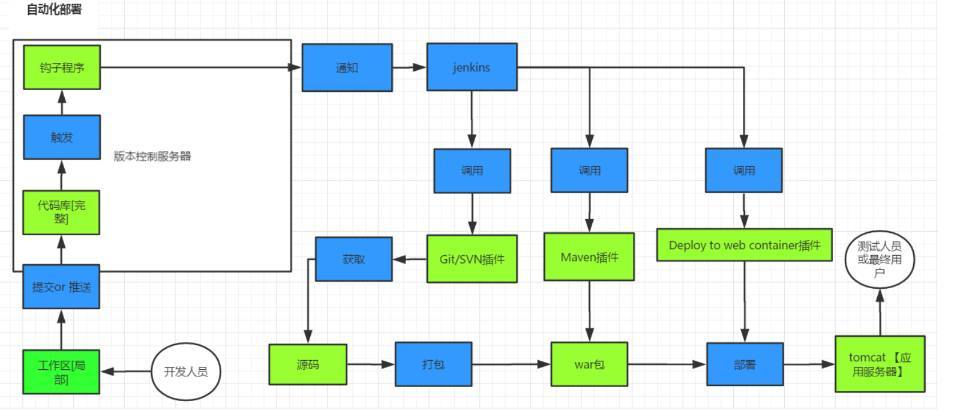 自动化部署
钩子程序
通知
jenkins
触发
版本控制服务器
调用
调用
调用
代码库[完
整]
Git/SVN插件
Maven插件
Deploy to web container插件
测试人员
或最终用
户
获取
提交or 推送
工作区[局
部]
开发人员
源码
打包
war包
部署
tomcat 【应
用服务器】